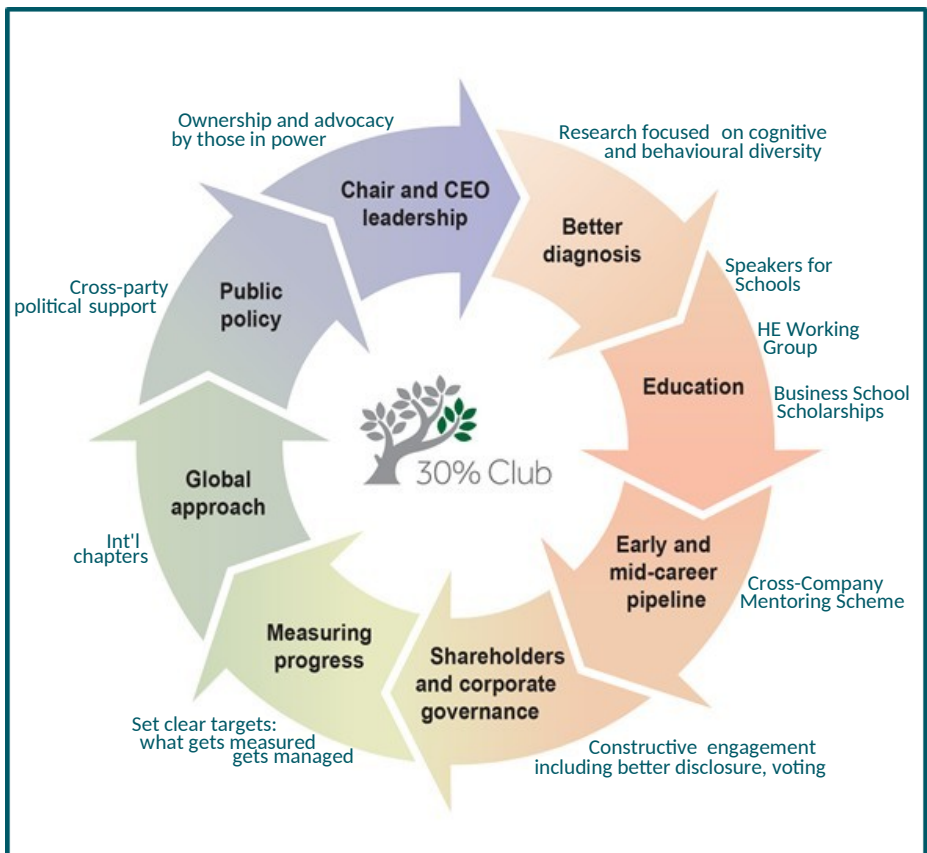 Ownership and advocacy
by those in power
Chair and CEO
leadership
Research focused on cognitive
and behavioural diversity
Better
diagnosis
Speakers for
Schools
HE Working
Group
Business School
Scholarships
Education
Early and
mid-career
pipeline
Cross-Company
Mentoring Scheme
Shareholders
and corporate
governance
Constructive engagement
including better disclosure, voting
Measuring
progress
Set clear targets:
what gets measured
gets managed
Global
approach
Int'l
chapters
Public
policy
Cross-party
political support
30% Club